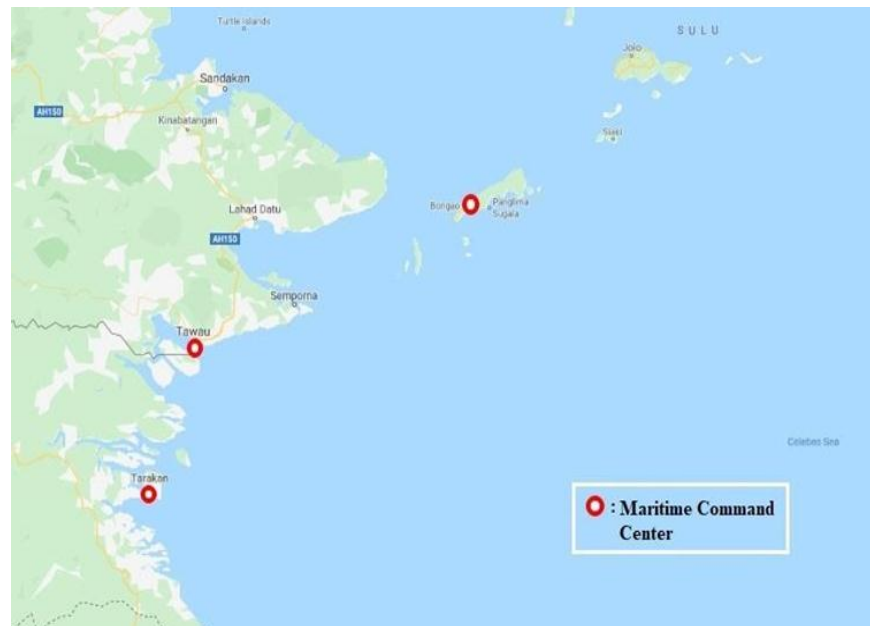 Turtle Islands
SULU
Jolo
Sandakan
AH150
Kinabatangan
Siasi
Bongao
Panglima
Sugala
Lahad Datu
AH150
Semporna
Tawau
Celebes Sea
Tarakan
: Maritime Command
Center